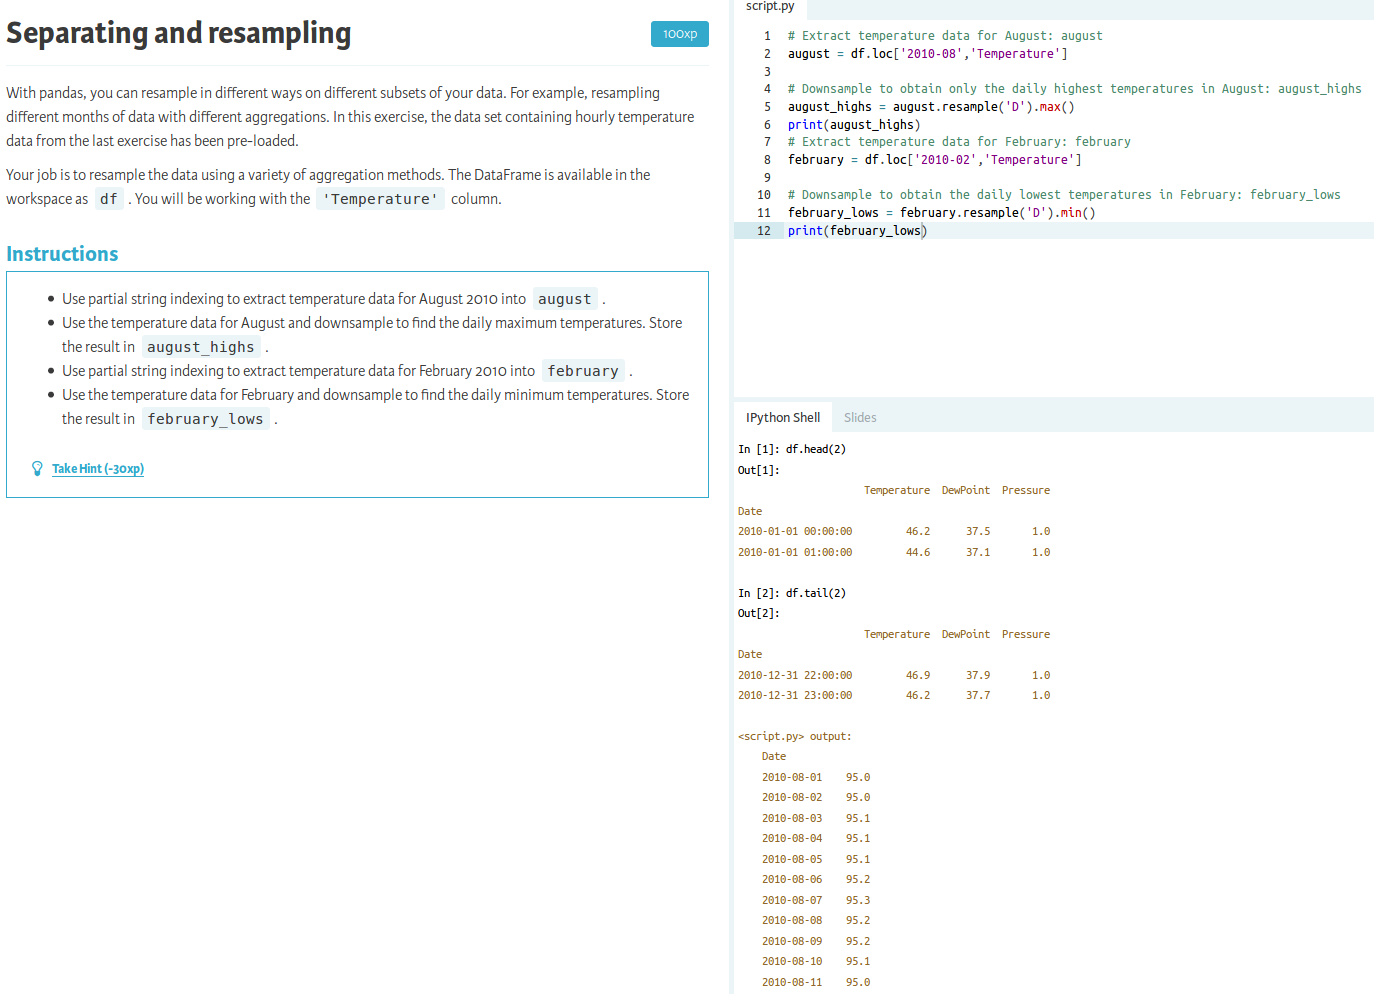 Separating and resampling
100xp
With pandas, you can resample in different ways on different subsets of your data. For example, resampling
different months of data with different aggregations. In this exercise, the data set containing hourly temperature
data from the last exercise has been pre-loaded.
Your job is to resample the data using a variety of aggregation methods. The DataFrame is available in the
workspace as df . You will be working with the 'Temperature' column.
Instructions
• Use partial string indexing to extract temperature data for August 2010 into august .
• Use the temperature data for August and downsample to find the daily maximum temperatures. Store
the result in august_highs .
• Use partial string indexing to extract temperature data for February 2010 into february .
• Use the temperature data for February and downsample to find the daily minimum temperatures. Store
the result in february_lows .
Take Hint (-30xp)
script.py
1 # Extract temperature data for August: august
2 august = df.loc['2010-08','Temperature']
3
4 # Downsample to obtain only the daily highest temperatures in August: august_highs
5 august_highs = august.resample('D').max()
6 print(august_highs)
7 # Extract temperature data for February: february
8 february = df.loc['2010-02','Temperature']
9
10 # Downsample to obtain the daily lowest temperatures in February: february_lows
11 february_lows = february.resample('D').min()
12 print(february_lows)
IPython Shell Slides
In [1]: df.head(2)
Out[1]:
Temperature DewPoint Pressure
Date
2010-01-01 00:00:00 46.2 37.5 1.0
2010-01-01 01:00:00 44.6 37.1 1.0
In [2]: df.tail(2)
Out[2]:
Temperature DewPoint Pressure
Date
2010-12-31 22:00:00 46.9 37.9 1.0
2010-12-31 23:00:00 46.2 37.7 1.0
<script.py> output:
Date
2010-08-01 95.0
2010-08-02 95.0
2010-08-03 95.1
2010-08-04 95.1
2010-08-05 95.1
2010-08-06 95.2
2010-08-07 95.3
2010-08-08 95.2
2010-08-09 95.2
2010-08-10 95.1
2010-08-11 95.0